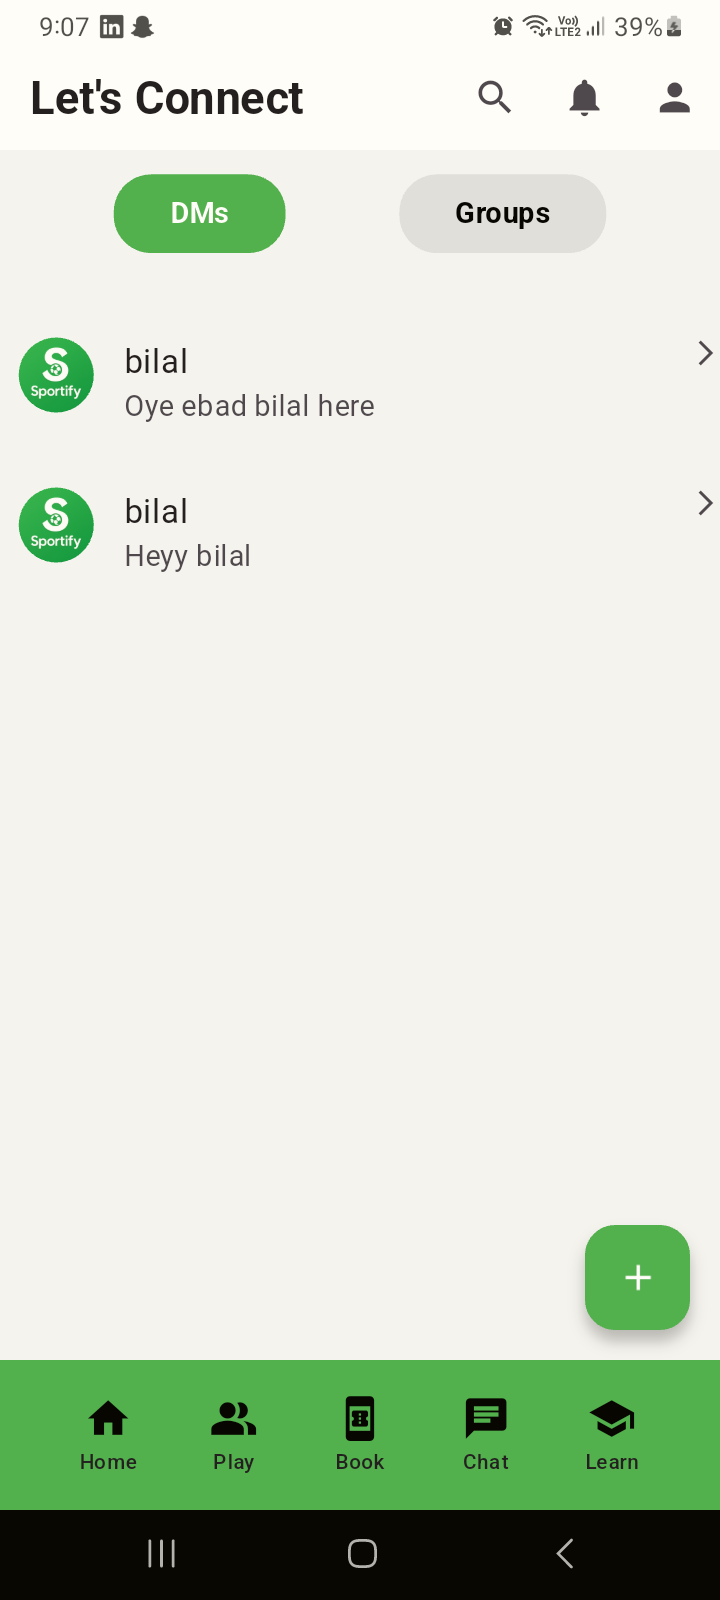 9:07 Vo)) LTE2 39%
Let's Connect
DMs Groups
S
Sportify
bilal
Oye ebad bilal here
S
Sportify
bilal
Heyy bilal
Home Play Book Chat Learn